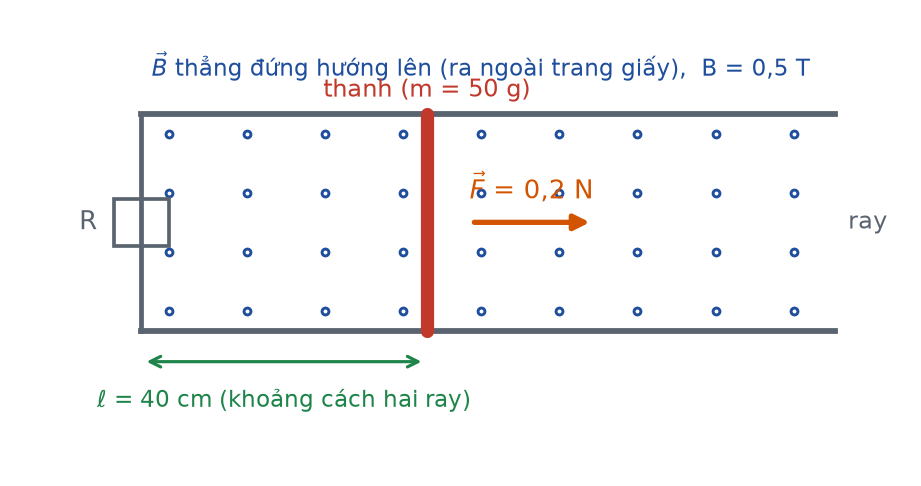 B⃗ thẳng đứng hướng lên (ra ngoài trang giấy), B = 0,5 T
thanh (m = 50 g)
F⃗ = 0,2 N
R
ray
ℓ = 40 cm (khoảng cách hai ray)